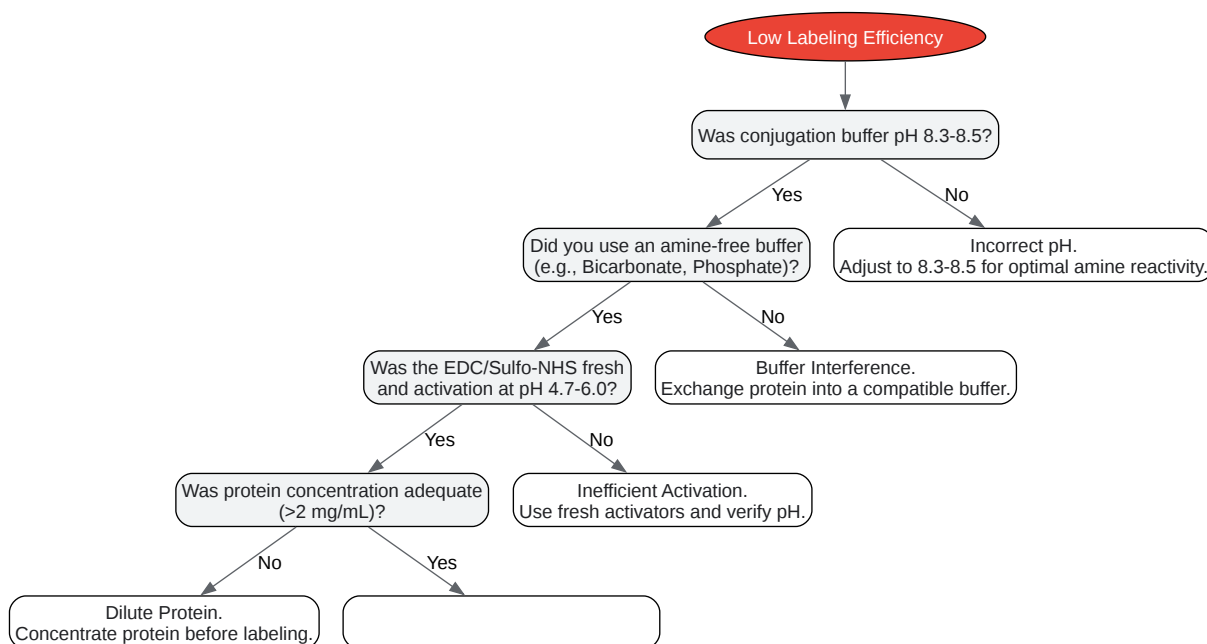 Low Labeling Efficiency
Was conjugation buffer pH 8.3-8.5?
Yes
No
Did you use an amine-free buffer
(e.g., Bicarbonate, Phosphate)?
Incorrect pH.
Adjust to 8.3-8.5 for optimal amine reactivity.
Yes
No
Was the EDC/Sulfo-NHS fresh
and activation at pH 4.7-6.0?
Buffer Interference.
Exchange protein into a compatible buffer.
Yes
No
Was protein concentration adequate
(>2 mg/mL)?
Inefficient Activation.
Use fresh activators and verify pH.
No
Yes
Dilute Protein.
Concentrate protein before labeling.